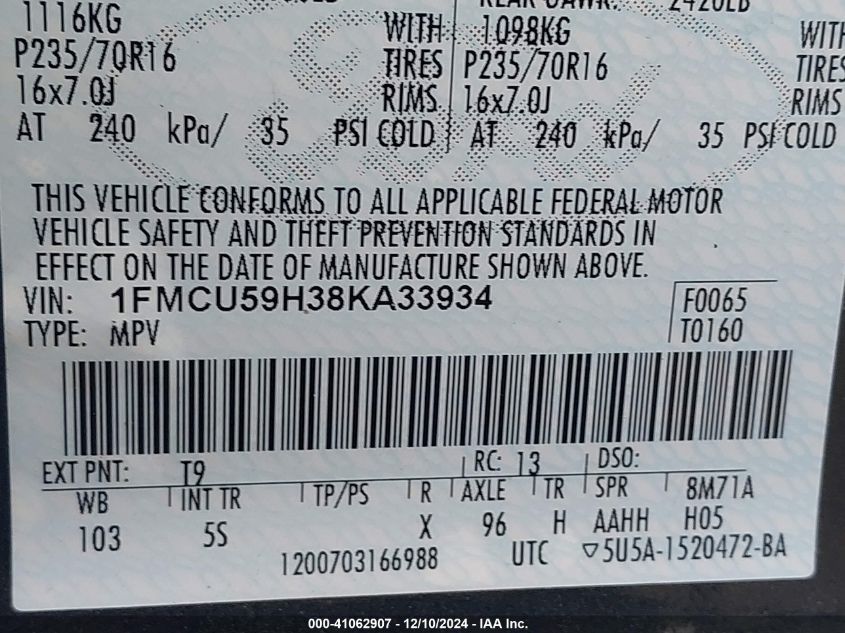 1116KG WITH 1098KG WITH
P235/70R16 TIRES P235/70R16 TIRES
16x7.0J RIMS 16x7.0J RIMS
AT 240 kPa/ 35 PSI COLD AT 240 kPa/ 35 PSI COLD
THIS VEHICLE CONFORMS TO ALL APPLICABLE FEDERAL MOTOR
VEHICLE SAFETY AND THEFT PREVENTION STANDARDS IN
EFFECT ON THE DATE OF MANUFACTURE SHOWN ABOVE.
VIN: 1FMCU59H38KA33934 F0065
TYPE: MPV T0160
EXT PNT: T9 RC: 13 DSO:
WB INT TR TP/PS R AXLE TR SPR 8M71A
103 5S X 96 H AAHH H05
1200703166988 UTC ▽5U5A-1520472-BA
000-41062907 - 12/10/2024 - IAA Inc.